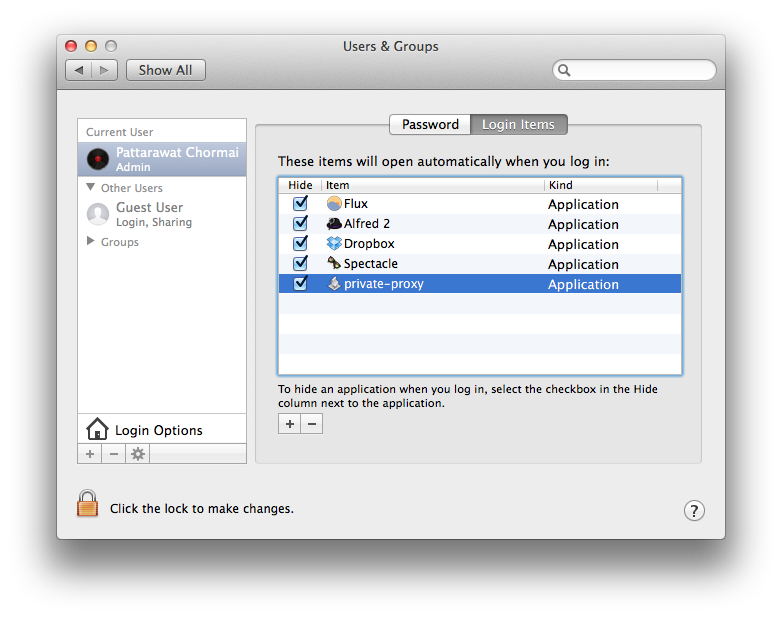 Users & Groups
Show All
Password Login Items
Current User
Pattarawat Chormai
Admin
Other Users
Guest User
Login, Sharing
Groups
Login Options
+ −
These items will open automatically when you log in:
Hide Item Kind
Flux Application
Alfred 2 Application
Dropbox Application
Spectacle Application
private-proxy Application
To hide an application when you log in, select the checkbox in the Hide
column next to the application.
+ −
Click the lock to make changes.
?